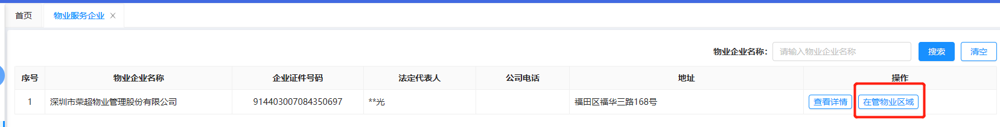 首页 物业服务企业
物业企业名称: 请输入物业企业名称 搜索 清空
序号 物业企业名称 企业证件号码 法定代表人 公司电话 地址 操作
1 深圳市荣超物业管理股份有限公司 914403007084350697 **光 福田区福华三路168号 查看详情 在管物业区域